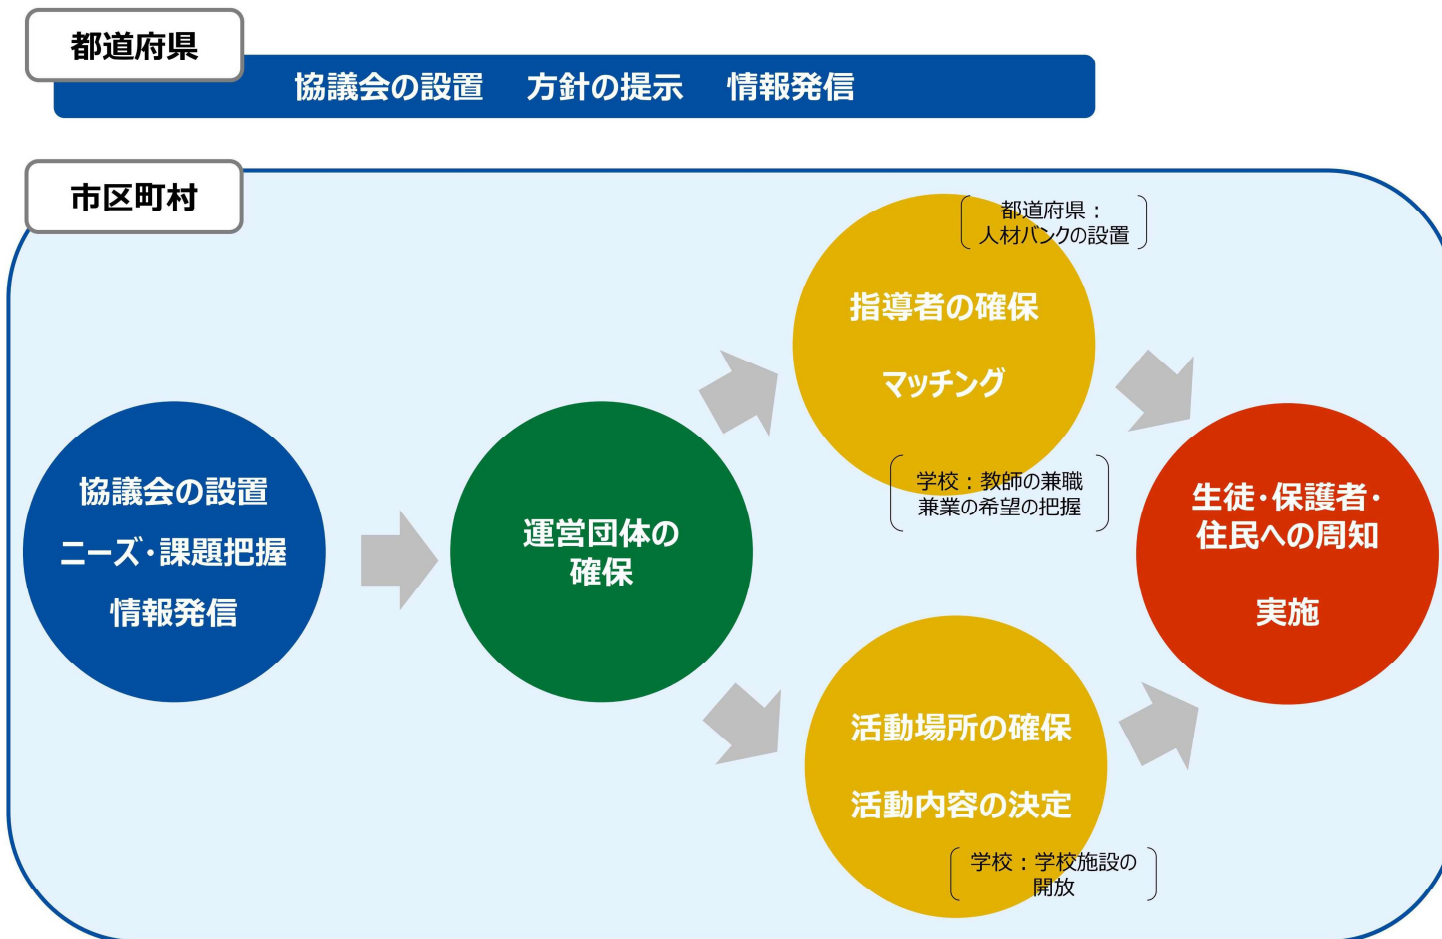 都道府県
協議会の設置　方針の提示　情報発信
市区町村
協議会の設置
ニーズ・課題把握
情報発信
運営団体の
確保
都道府県：
人材バンクの設置
指導者の確保
マッチング
学校：教師の兼職
兼業の希望の把握
活動場所の確保
活動内容の決定
学校：学校施設の
開放
生徒・保護者・
住民への周知
実施